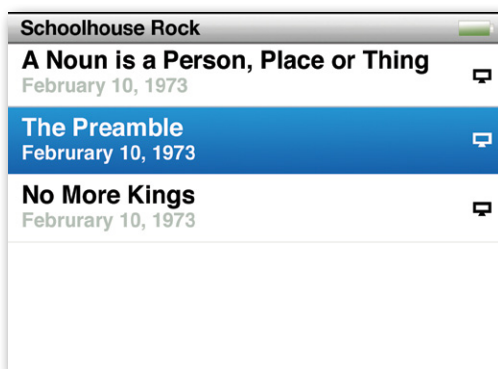 Schoolhouse Rock
A Noun is a Person, Place or Thing
February 10, 1973
The Preamble
Februrary 10, 1973
No More Kings
Februrary 10, 1973